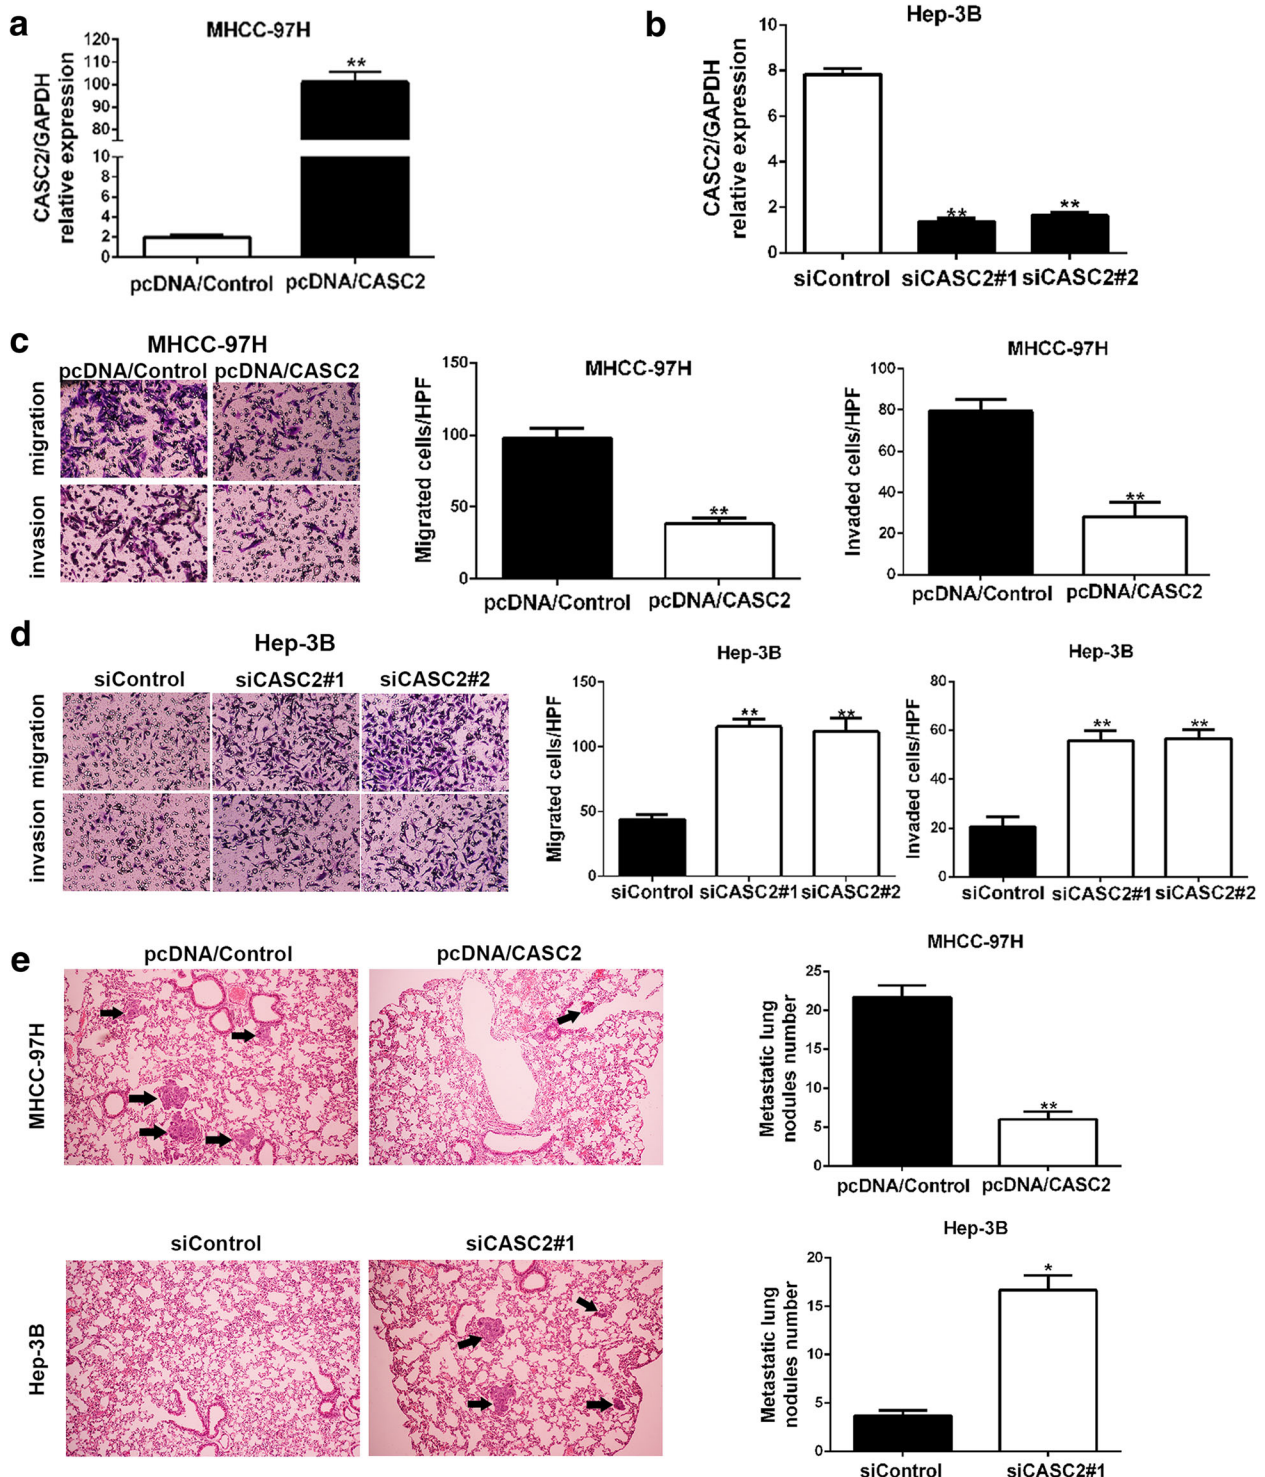 a
MHCC-97H
CASC2/GAPDH
relative expression
120
110
100
90
80
10
8
6
4
2
0
**
pcDNA/Control
pcDNA/CASC2
b
Hep-3B
CASC2/GAPDH
relative expression
10
8
6
4
2
0
**
**
siControl
siCASC2#1
siCASC2#2
c
MHCC-97H
pcDNA/Control
pcDNA/CASC2
migration
invasion
MHCC-97H
Migrated cells/HPF
150
100
50
0
**
pcDNA/Control
pcDNA/CASC2
MHCC-97H
Invaded cells/HPF
100
80
60
40
20
0
**
pcDNA/Control
pcDNA/CASC2
d
Hep-3B
siControl
siCASC2#1
siCASC2#2
migration
invasion
Hep-3B
Migrated cells/HPF
150
100
50
0
**
**
siControl
siCASC2#1
siCASC2#2
Hep-3B
Invaded cells/HPF
80
60
40
20
0
**
**
siControl
siCASC2#1
siCASC2#2
e
pcDNA/Control
pcDNA/CASC2
MHCC-97H
MHCC-97H
Metastatic lung
nodules number
25
20
15
10
5
0
**
pcDNA/Control
pcDNA/CASC2
siControl
siCASC2#1
Hep-3B
Hep-3B
Metastatic lung
nodules number
20
15
10
5
0
*
siControl
siCASC2#1